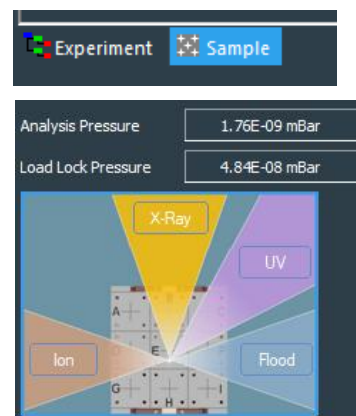 Experiment Sample
Analysis Pressure 1.76E-09 mBar
Load Lock Pressure 4.84E-08 mBar
X-Ray
UV
A
E
Ion Flood
G H I